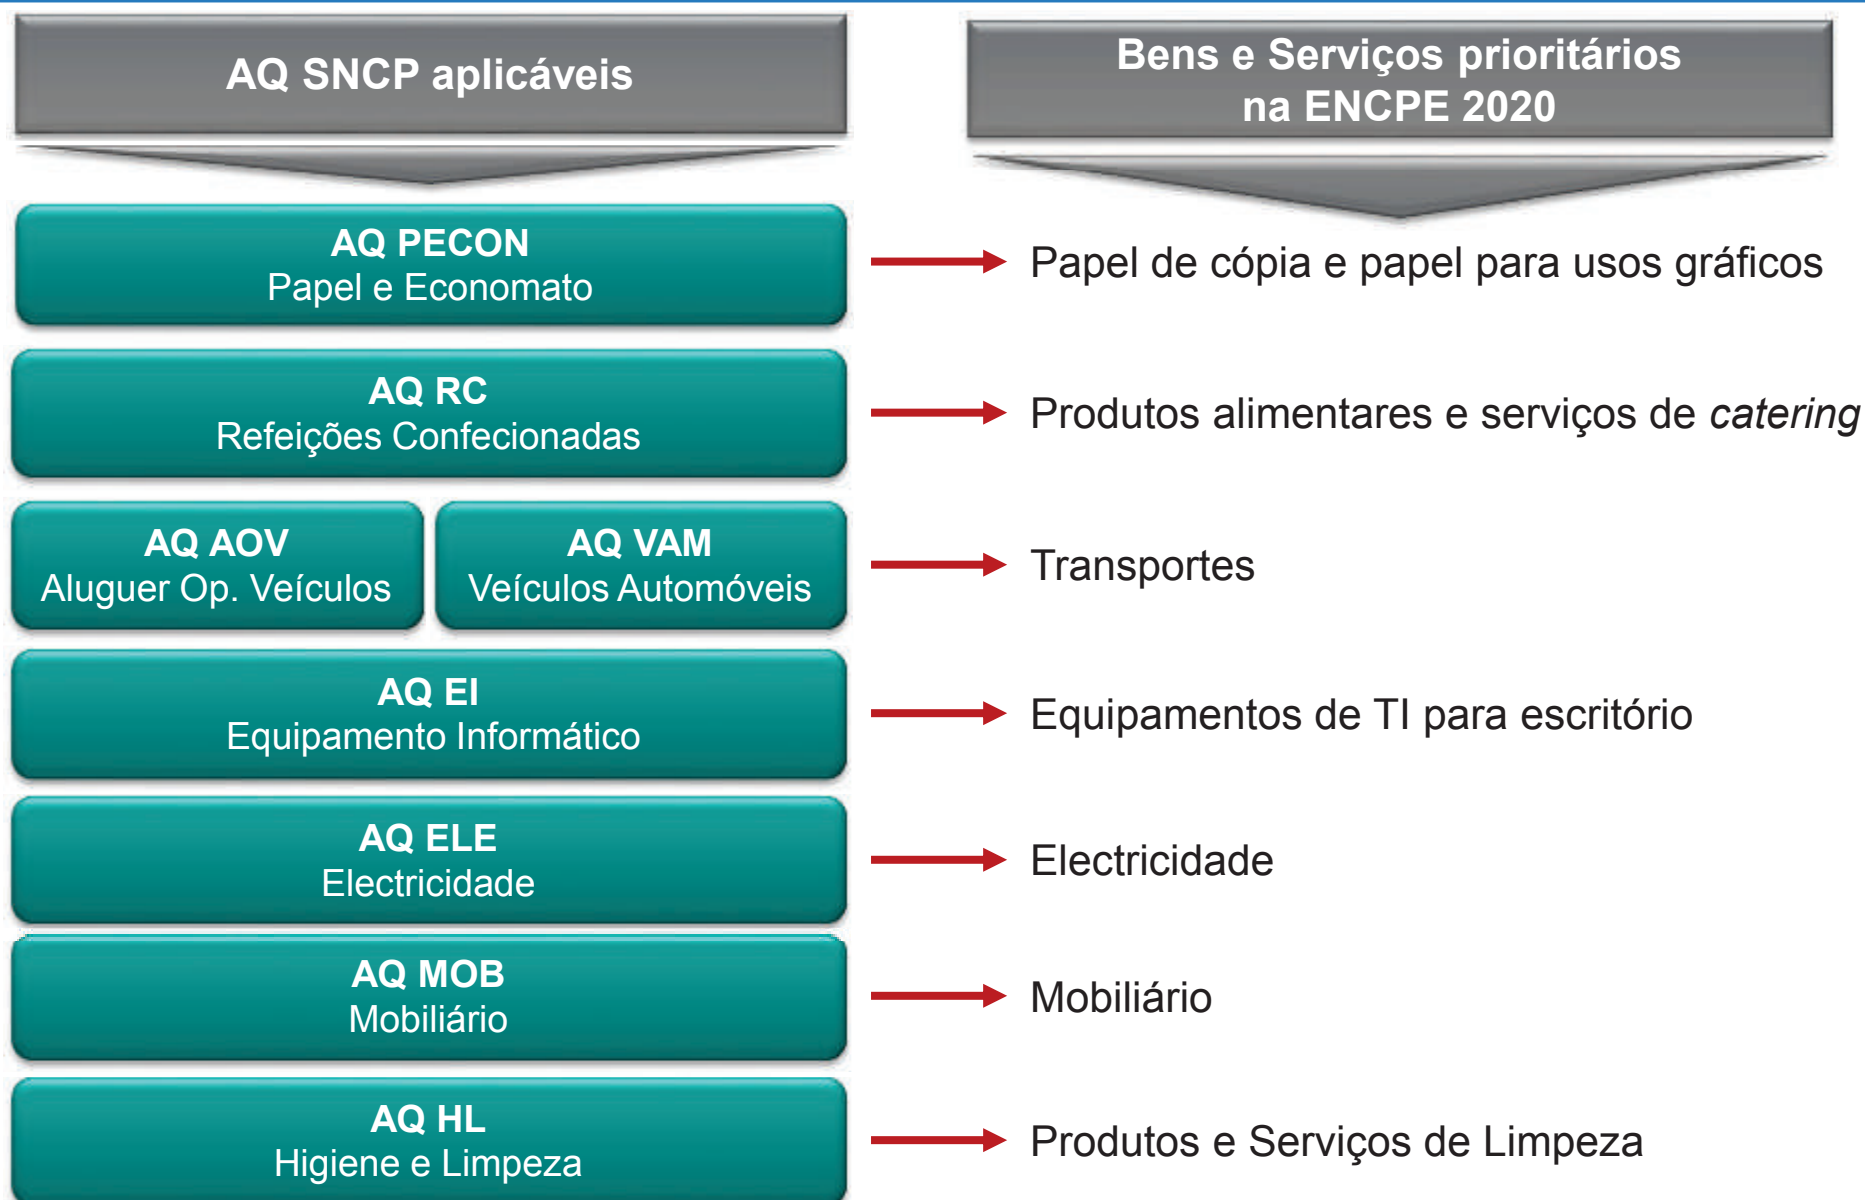 AQ SNCP aplicáveis
Bens e Serviços prioritários
na ENCPE 2020
AQ PECON
Papel e Economato
Papel de cópia e papel para usos gráficos
AQ RC
Refeições Confecionadas
Produtos alimentares e serviços de catering
AQ AOV
Aluguer Op. Veículos
AQ VAM
Veículos Automóveis
Transportes
AQ EI
Equipamento Informático
Equipamentos de TI para escritório
AQ ELE
Electricidade
Electricidade
AQ MOB
Mobiliário
Mobiliário
AQ HL
Higiene e Limpeza
Produtos e Serviços de Limpeza